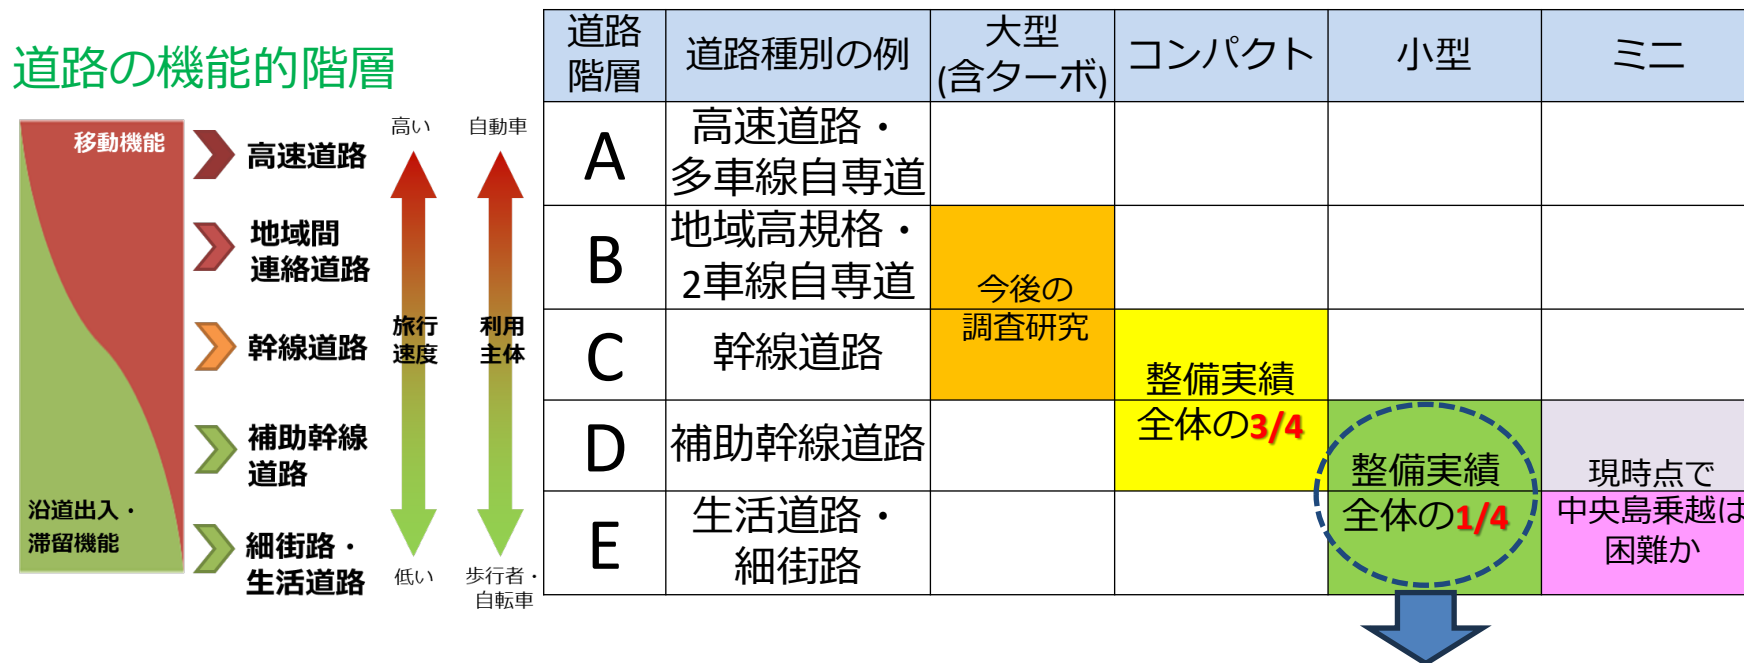 道路の機能的階層
移動機能
沿道出入・
滞留機能
高速道路
地域間
連絡道路
幹線道路
補助幹線
道路
細街路・
生活道路
高い
旅行
速度
低い
自動車
利用
主体
歩行者・
自転車
道路
階層
道路種別の例
大型
(含ターボ)
コンパクト
小型
ミニ
A
高速道路・
多車線自専道
B
地域高規格・
2車線自専道
今後の
調査研究
C
幹線道路
整備実績
全体の3/4
D
補助幹線道路
整備実績
全体の1/4
現時点で
中央島乗越は
困難か
E
生活道路・
細街路